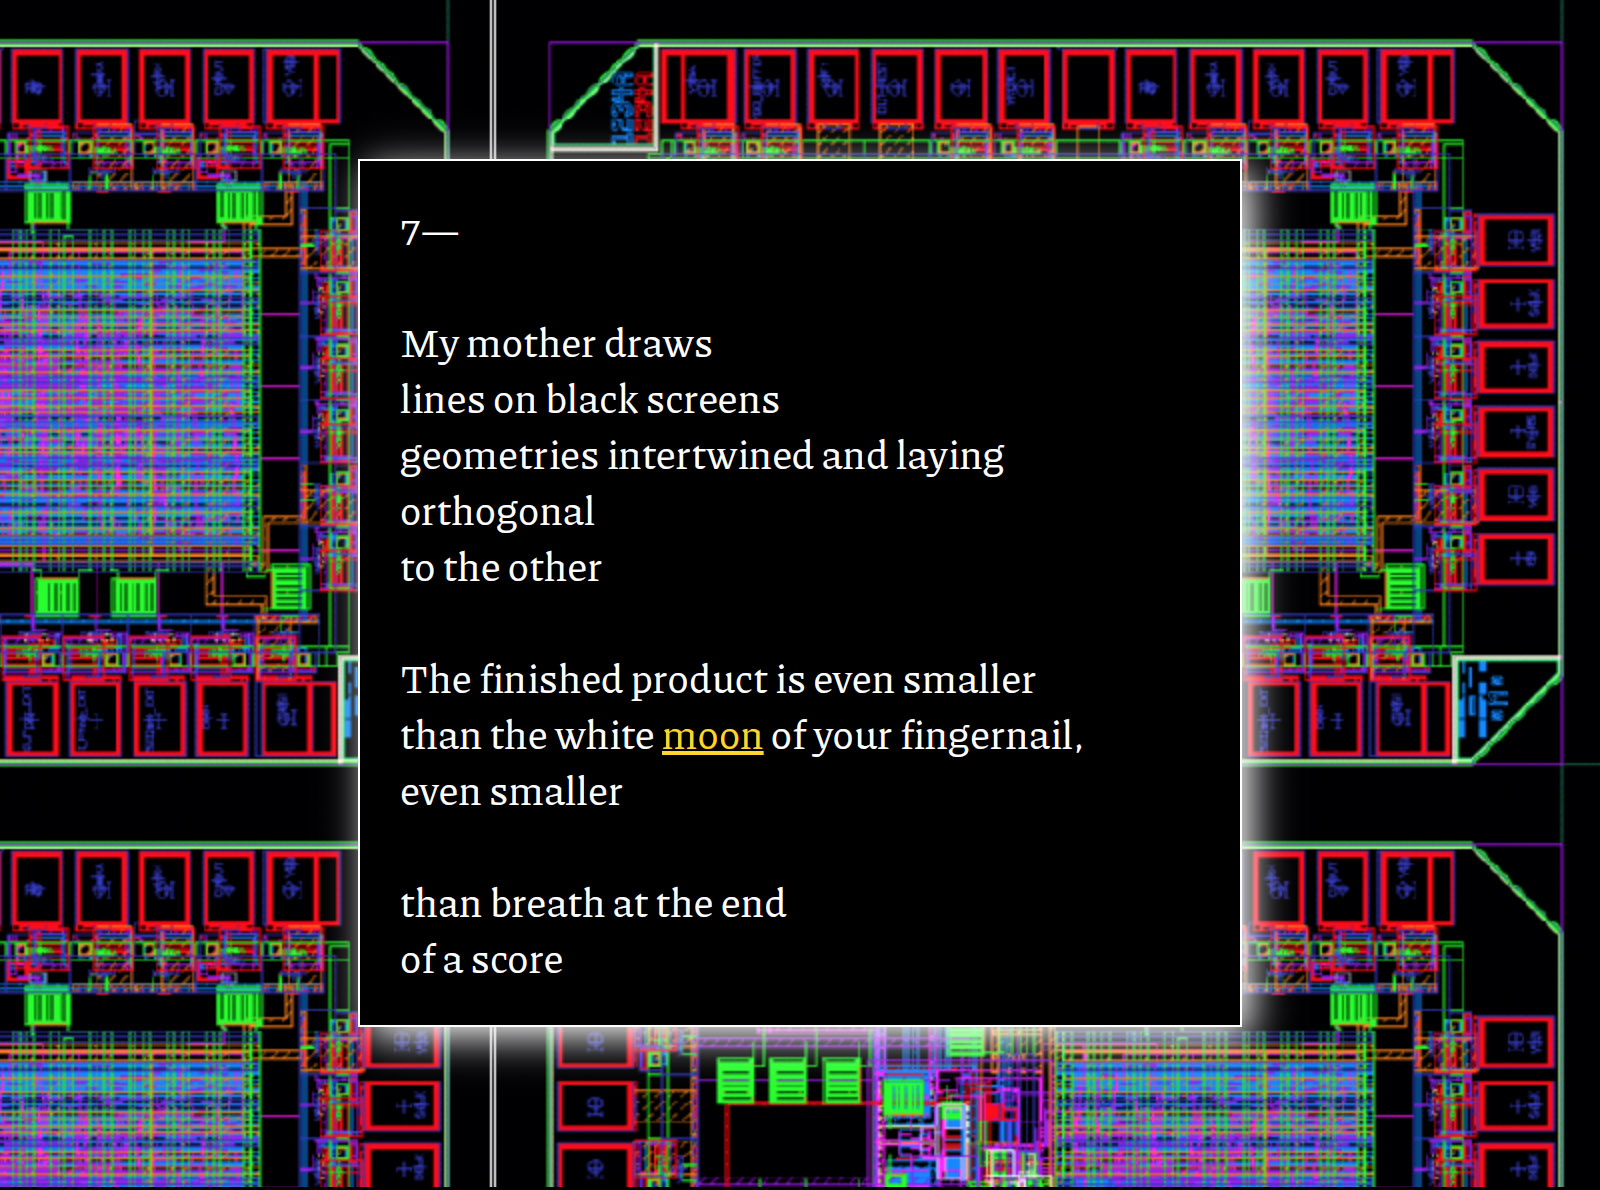 7—
My mother draws
lines on black screens
geometries intertwined and laying
orthogonal
to the other
The finished product is even smaller
than the white moon of your fingernail,
even smaller
than breath at the end
of a score